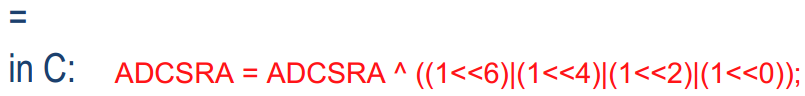 =
in C: ADCSRA = ADCSRA ^ ((1<<6)|(1<<4)|(1<<2)|(1<<0));